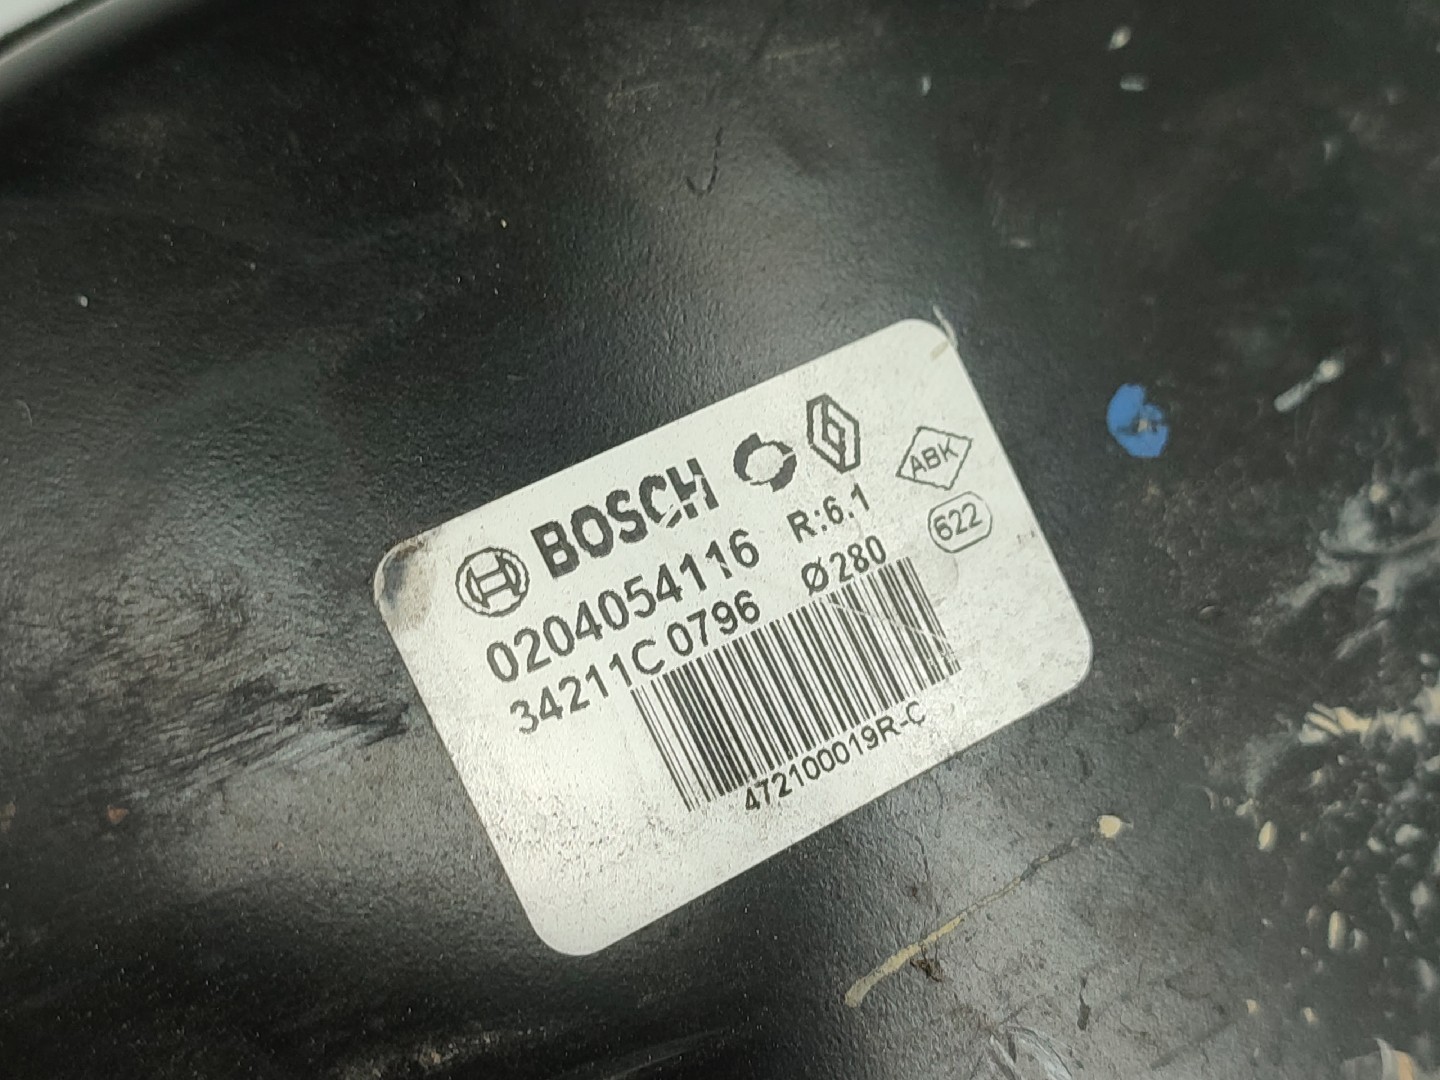 BOSCH
0204054116 R:6.1
34211C0796 Ø280
ABK
622
472100019R-C